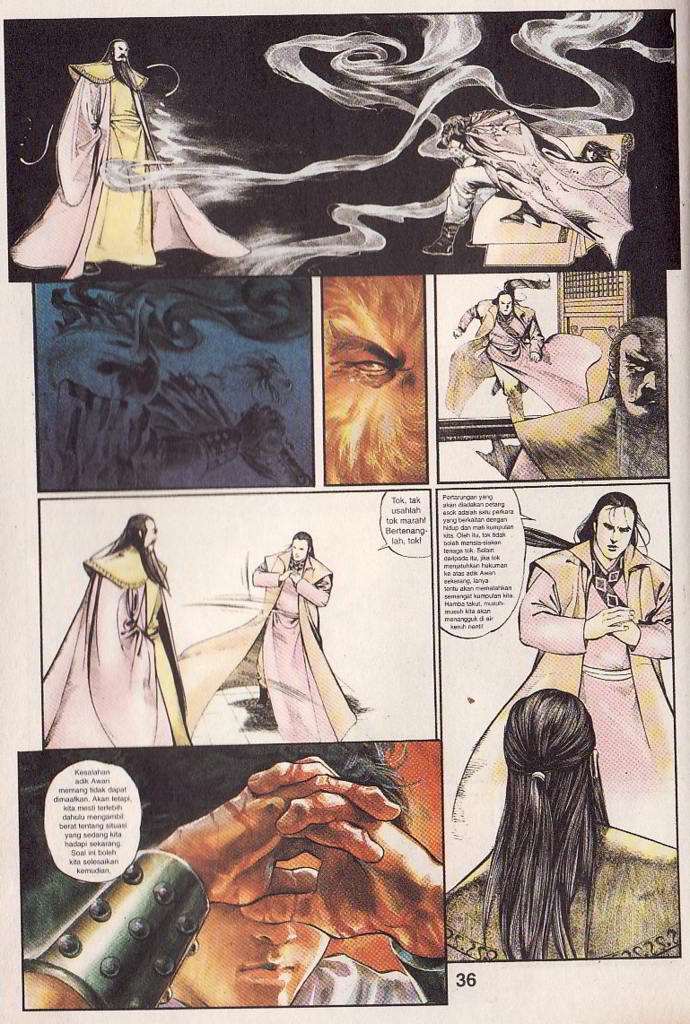 Tok, tak
usahlah
tok marah!
Bertenang-
lah, tok!
Pertarungan yang
akan diadakan petang
esok adalah satu perkara
yang berkaitan dengan
hidup dan mati kumpulan
kita. Oleh itu, tok tidak
boleh mensia-siakan
tenaga tok. Selain
daripada itu, jika tok
menjatuhkan hukuman
ke atas adik Awan
sekarang, ianya
tentu akan mematahkan
semangat kumpulan kita.
Hamba takut, musuh-
musuh kita akan
menangguk di air
keruh nanti!
Kesalahan
adik Awan
memang tidak dapat
dimaafkan. Akan tetapi,
kita mesti terlebih
dahulu mengambil
berat tentang situasi
yang sedang kita
hadapi sekarang.
Soal ini boleh
kita selesaikan
kemudian.
36